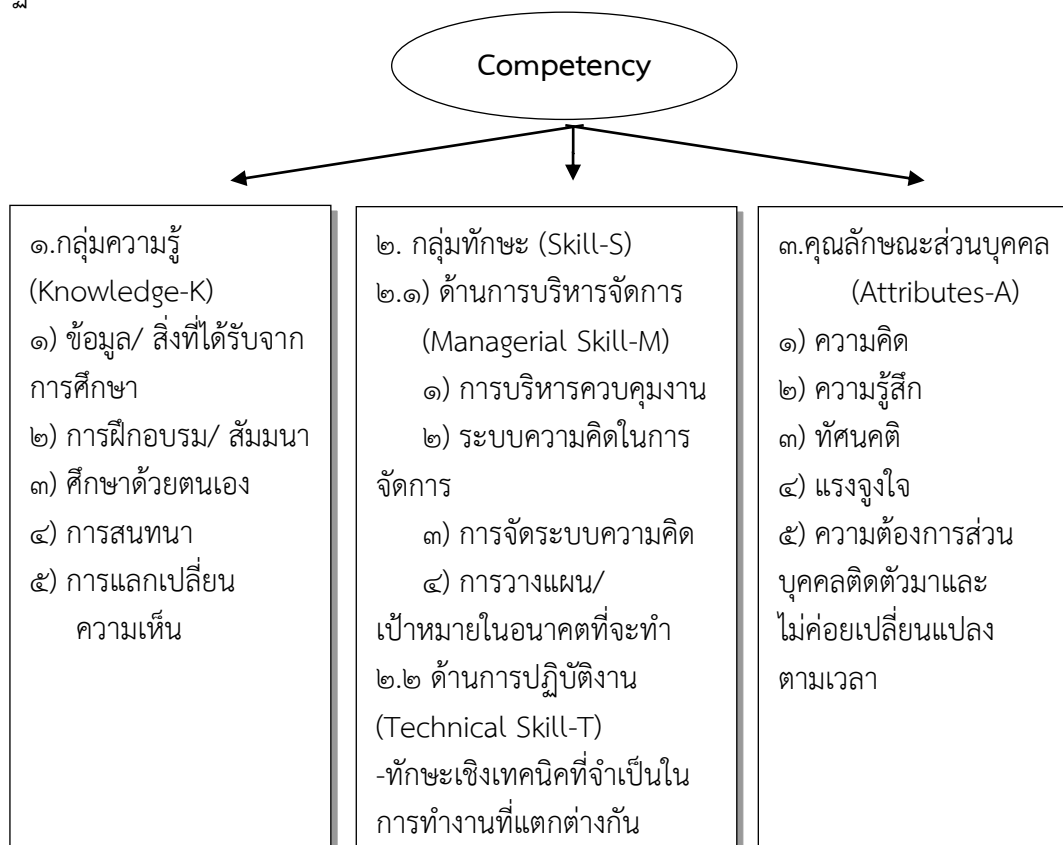 Competency
๑.กลุ่มความรู้
(Knowledge-K)
๑) ข้อมูล/ สิ่งที่ได้รับจาก
การศึกษา
๒) การฝึกอบรม/ สัมมนา
๓) ศึกษาด้วยตนเอง
๔) การสนทนา
๕) การแลกเปลี่ยน
ความเห็น
๒. กลุ่มทักษะ (Skill-S)
๒.๑) ด้านการบริหารจัดการ
(Managerial Skill-M)
๑) การบริหารควบคุมงาน
๒) ระบบความคิดในการ
จัดการ
๓) การจัดระบบความคิด
๔) การวางแผน/
เป้าหมายในอนาคตที่จะทำ
๒.๒ ด้านการปฏิบัติงาน
(Technical Skill-T)
-ทักษะเชิงเทคนิคที่จำเป็นใน
การทำงานที่แตกต่างกัน
๓.คุณลักษณะส่วนบุคคล
(Attributes-A)
๑) ความคิด
๒) ความรู้สึก
๓) ทัศนคติ
๔) แรงจูงใจ
๕) ความต้องการส่วน
บุคคลติดตัวมาและ
ไม่ค่อยเปลี่ยนแปลง
ตามเวลา